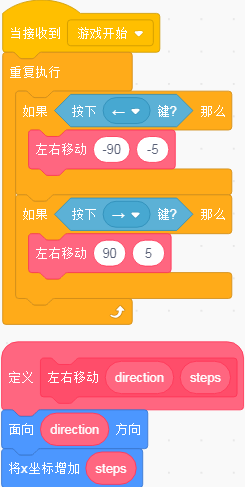 当接收到 游戏开始
重复执行
如果 按下 ← 键? 那么
左右移动 -90 -5
如果 按下 → 键? 那么
左右移动 90 5
定义 左右移动 direction steps
面向 direction 方向
将x坐标增加 steps